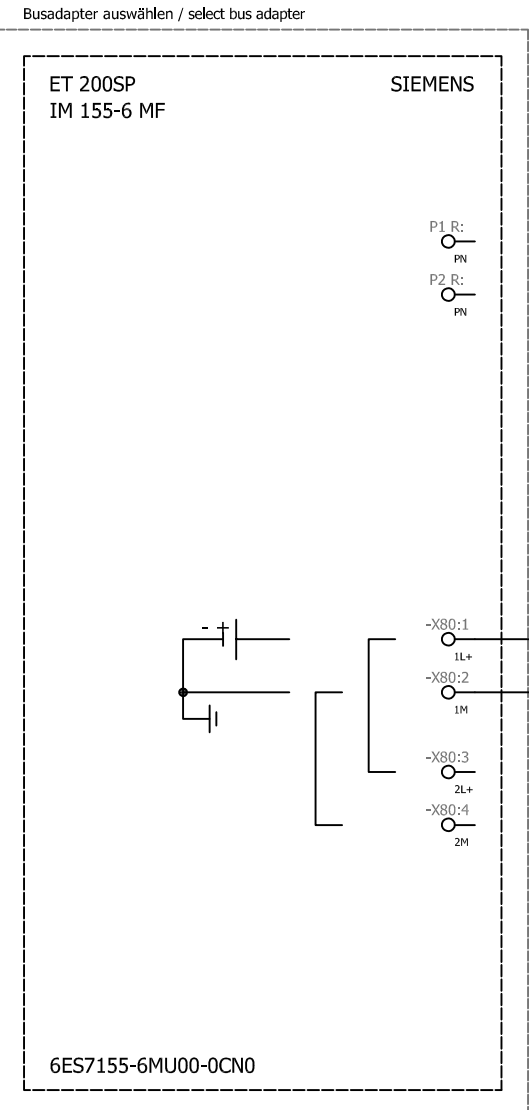 Busadapter auswählen / select bus adapter
ET 200SP SIEMENS
IM 155-6 MF
P1 R:
PN
P2 R:
PN
- +
-X80:1
1L+
-X80:2
1M
-X80:3
2L+
-X80:4
2M
6ES7155-6MU00-0CN0